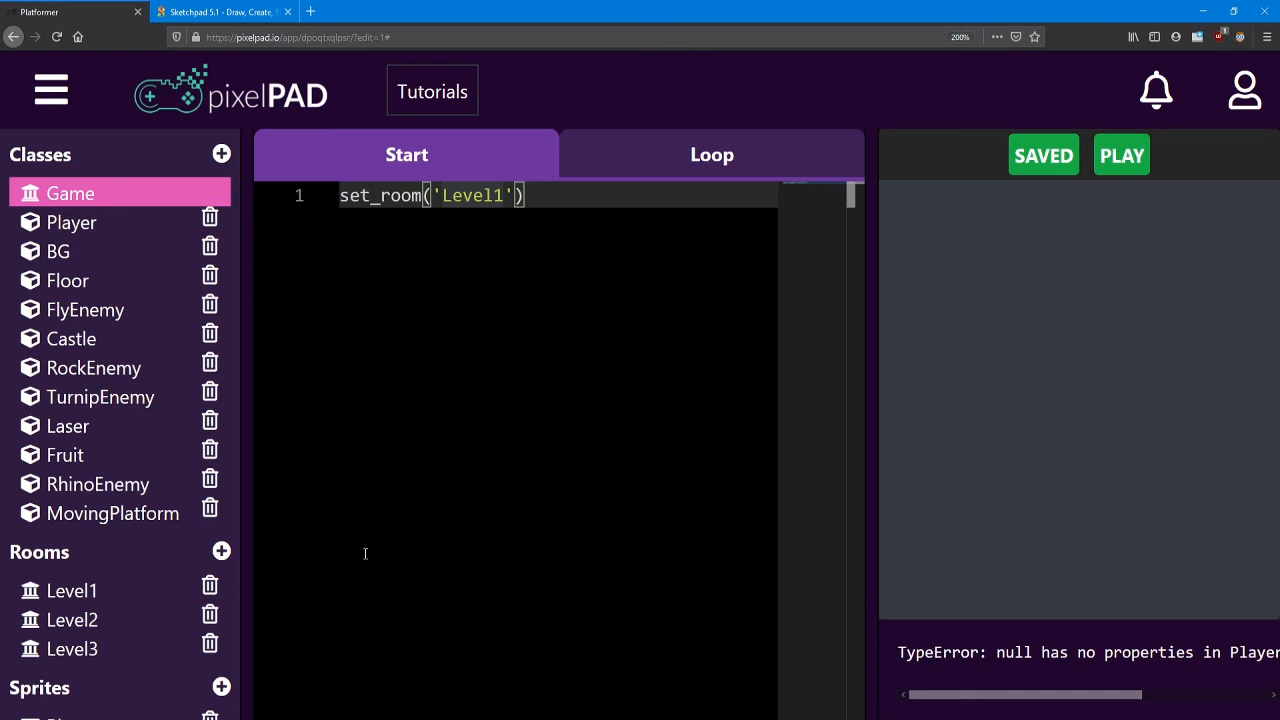 Platformer
Sketchpad 5.1 - Draw, Create, S
https://pixelpad.io/app/dpoqtxqlpsr/?edit=1#
200%
pixelPAD
Tutorials
Classes
Start
Loop
SAVED
PLAY
Game
1
set_room('Level1')
Player
BG
Floor
FlyEnemy
Castle
RockEnemy
TurnipEnemy
Laser
Fruit
RhinoEnemy
MovingPlatform
Rooms
Level1
Level2
Level3
TypeError: null has no properties in Player
Sprites